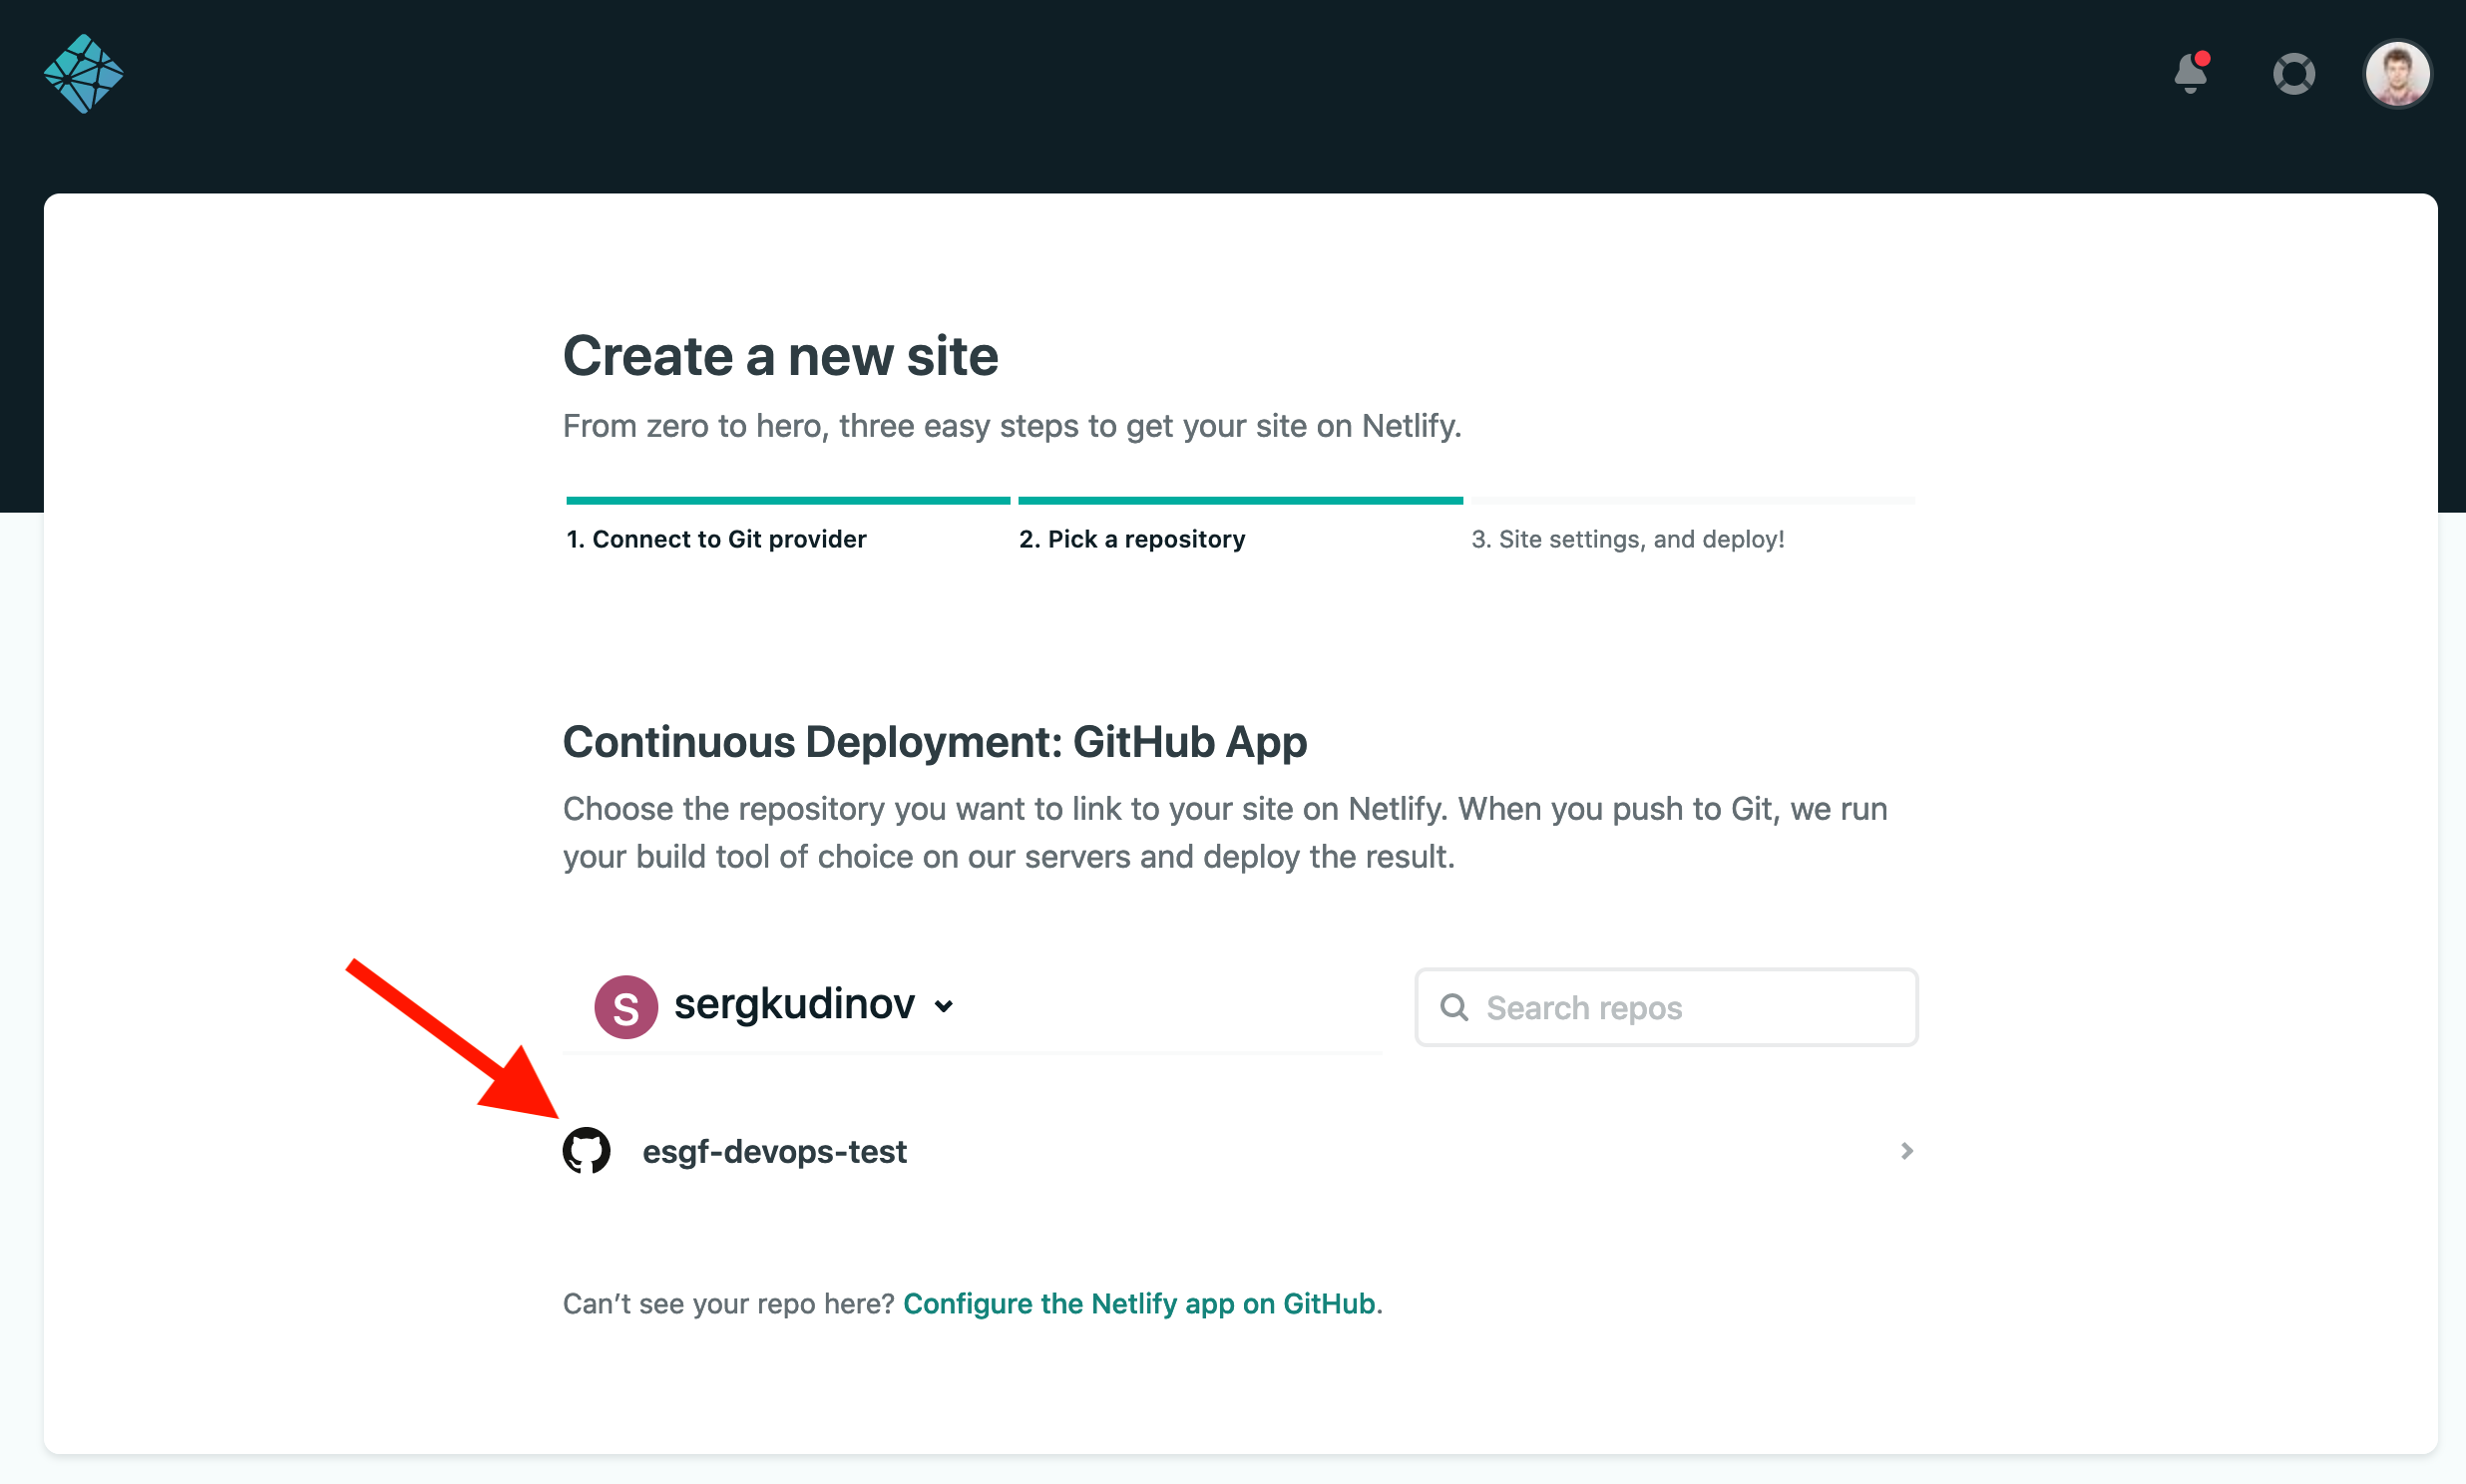 Create a new site
From zero to hero, three easy steps to get your site on Netlify.
1. Connect to Git provider
2. Pick a repository
3. Site settings, and deploy!
Continuous Deployment: GitHub App
Choose the repository you want to link to your site on Netlify. When you push to Git, we run
your build tool of choice on our servers and deploy the result.
S sergkudinov
Search repos
esgf-devops-test
Can’t see your repo here? Configure the Netlify app on GitHub.